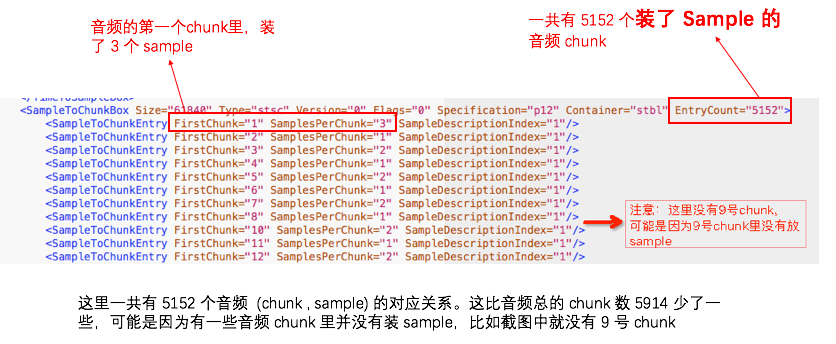 音频的第一个chunk里，装
了 3 个 sample
一共有 5152 个装了 Sample 的
音频 chunk
</TimeToSampleBox>
<SampleToChunkBox Size="61840" Type="stsc" Version="0" Flags="0" Specification="p12" Container="stbl" EntryCount="5152">
<SampleToChunkEntry FirstChunk="1" SamplesPerChunk="3" SampleDescriptionIndex="1"/>
<SampleToChunkEntry FirstChunk="2" SamplesPerChunk="1" SampleDescriptionIndex="1"/>
<SampleToChunkEntry FirstChunk="3" SamplesPerChunk="2" SampleDescriptionIndex="1"/>
<SampleToChunkEntry FirstChunk="4" SamplesPerChunk="1" SampleDescriptionIndex="1"/>
<SampleToChunkEntry FirstChunk="5" SamplesPerChunk="2" SampleDescriptionIndex="1"/>
<SampleToChunkEntry FirstChunk="6" SamplesPerChunk="1" SampleDescriptionIndex="1"/>
<SampleToChunkEntry FirstChunk="7" SamplesPerChunk="2" SampleDescriptionIndex="1"/>
<SampleToChunkEntry FirstChunk="8" SamplesPerChunk="1" SampleDescriptionIndex="1"/>
<SampleToChunkEntry FirstChunk="10" SamplesPerChunk="2" SampleDescriptionIndex="1"/>
<SampleToChunkEntry FirstChunk="11" SamplesPerChunk="1" SampleDescriptionIndex="1"/>
<SampleToChunkEntry FirstChunk="12" SamplesPerChunk="2" SampleDescriptionIndex="1"/>
注意：这里没有9号chunk,
可能是因为9号chunk里没有放
sample
这里一共有 5152 个音频 (chunk , sample) 的对应关系。这比音频总的 chunk 数 5914 少了一
些，可能是因为有一些音频 chunk 里并没有装 sample，比如截图中就没有 9 号 chunk